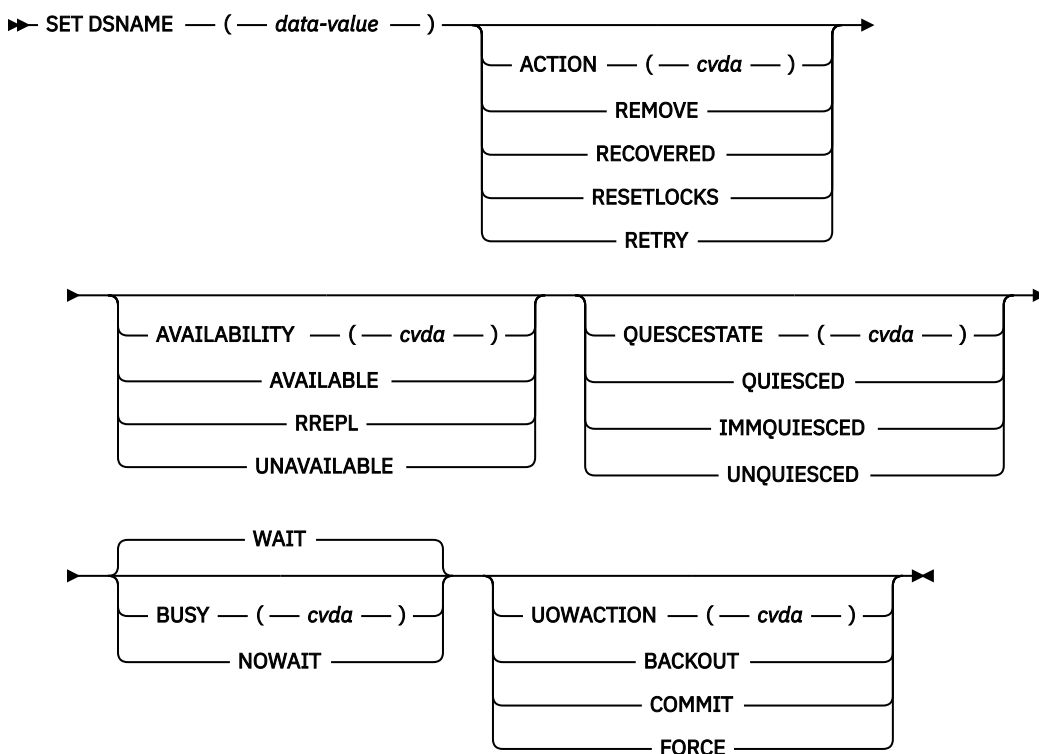 SET DSNAME ( data-value )
ACTION ( cvda )
REMOVE
RECOVERED
RESETLOCKS
RETRY
AVAILABILITY ( cvda )
AVAILABLE
RREPL
UNAVAILABLE
QUESCESTATE ( cvda )
QUIESCED
IMMQUIESCED
UNQUIESCED
WAIT
BUSY ( cvda )
NOWAIT
UOWACTION ( cvda )
BACKOUT
COMMIT
FORCE